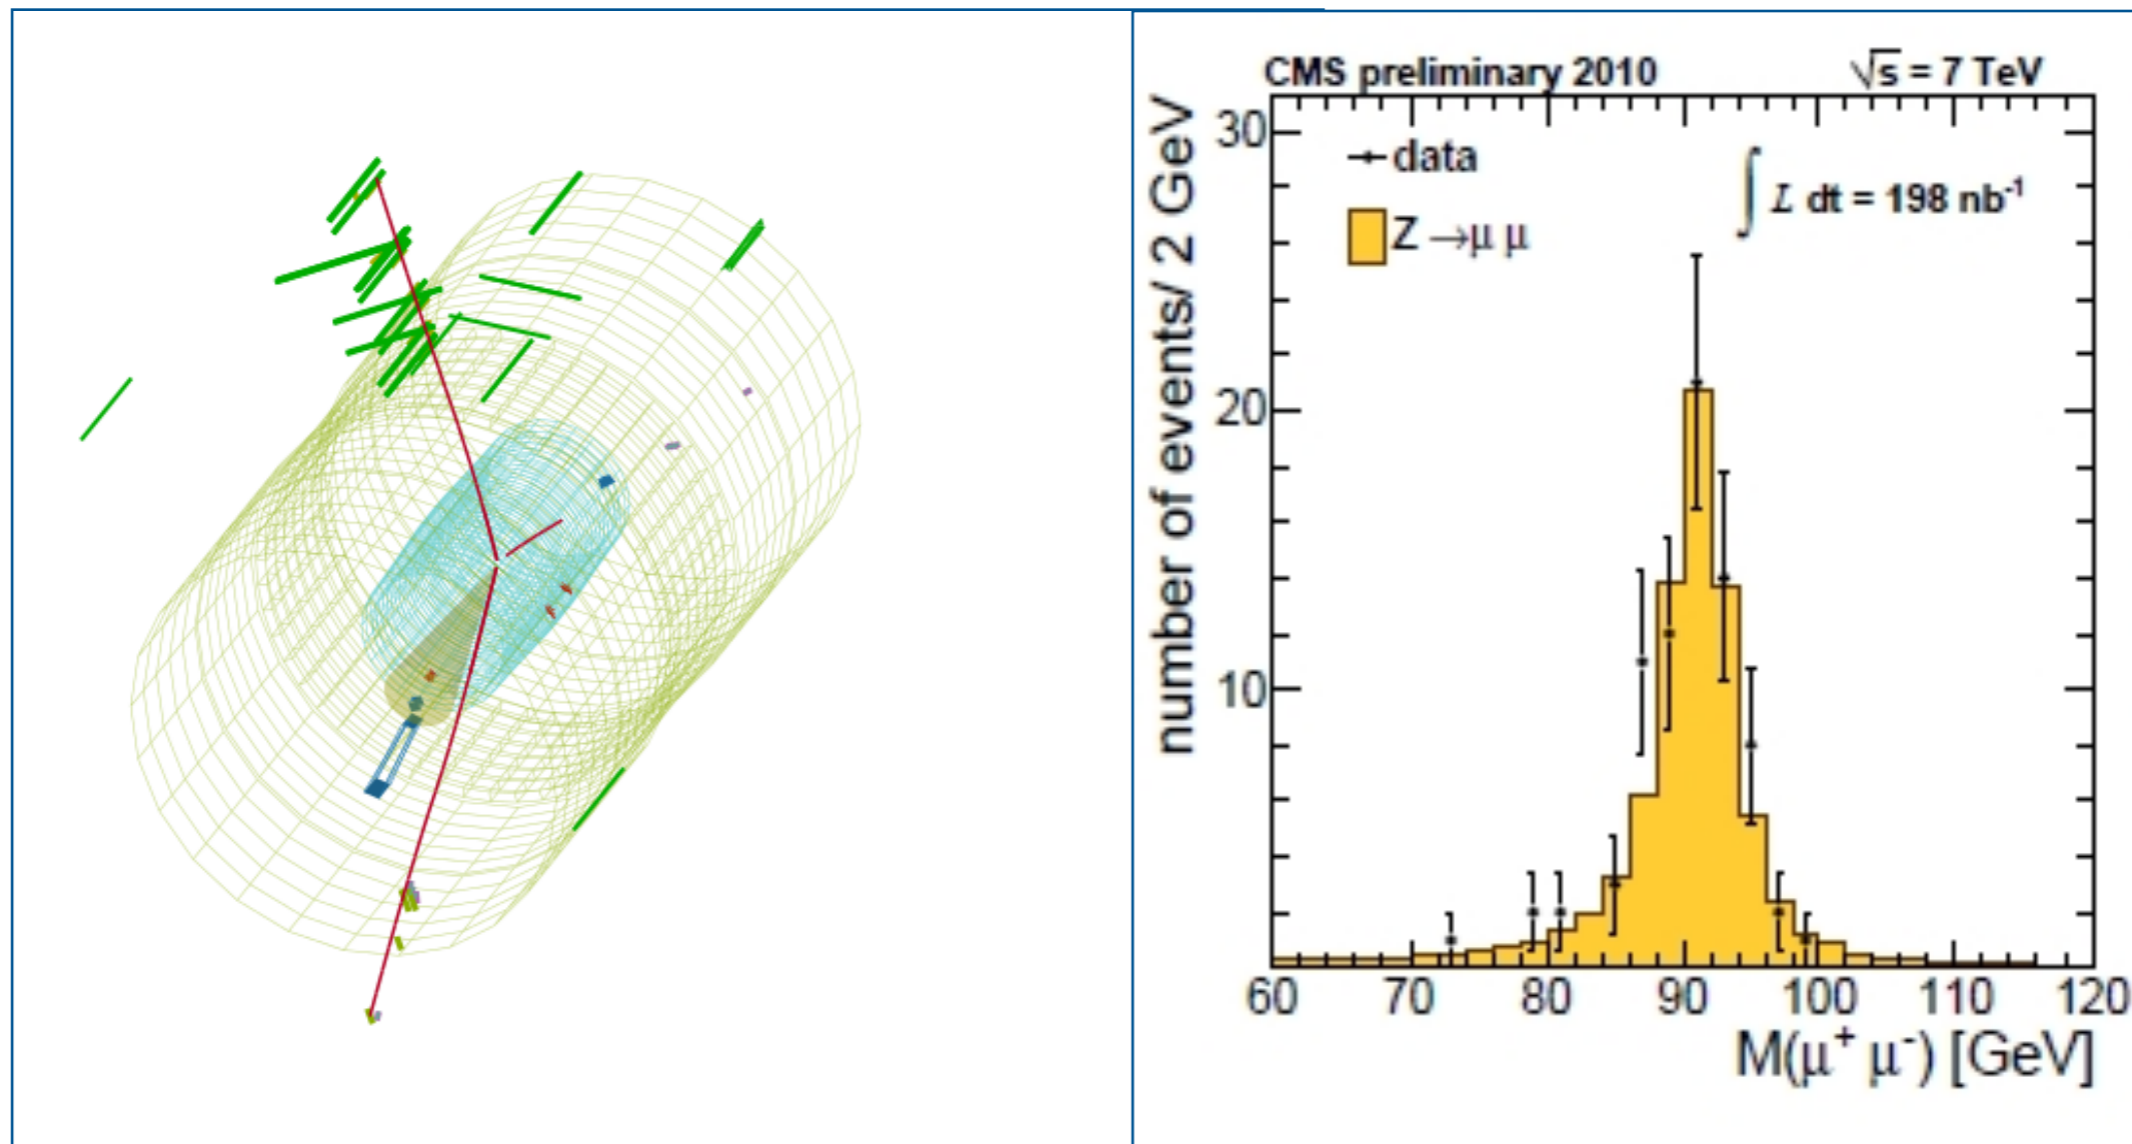 CMS preliminary 2010 √s = 7 TeV
30
data
∫ L dt = 198 nb⁻¹
Z →μ μ
20
10
number of events/ 2 GeV
60 70 80 90 100 110 120
M(μ⁺ μ⁻) [GeV]